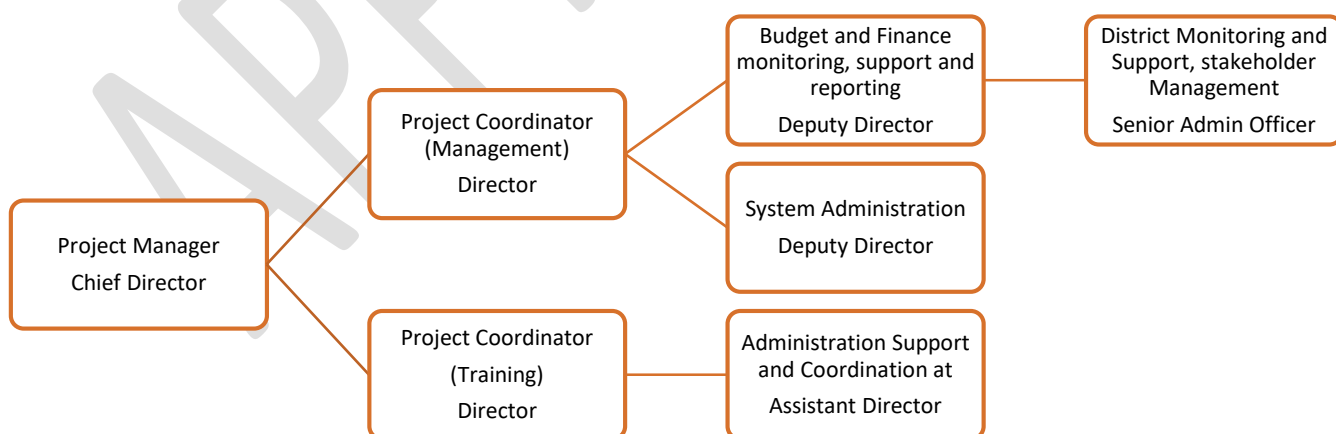 Project Manager
Chief Director
Project Coordinator
(Management)
Director
Budget and Finance
monitoring, support and
reporting
Deputy Director
District Monitoring and
Support, stakeholder
Management
Senior Admin Officer
System Administration
Deputy Director
Project Coordinator
(Training)
Director
Administration Support
and Coordination at
Assistant Director